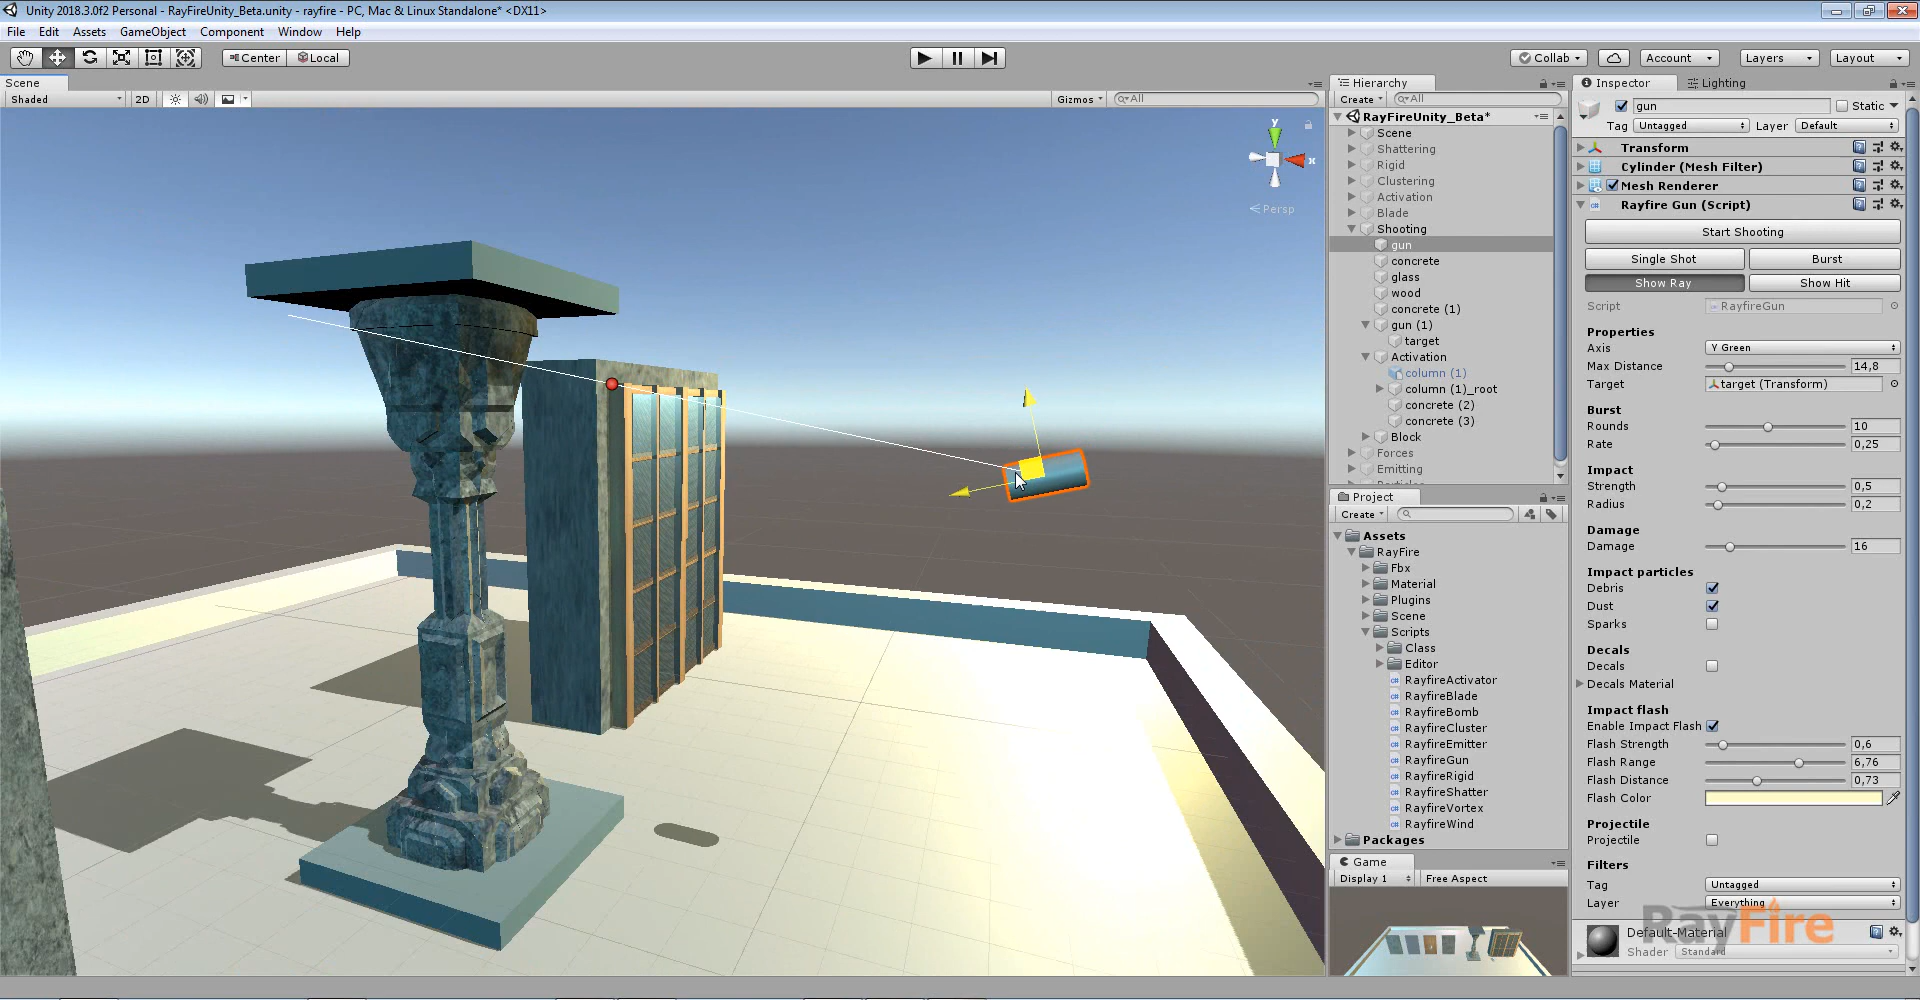 Unity 2018.3.0f2 Personal - RayFireUnity_Beta.unity - rayfire - PC, Mac & Linux Standalone* <DX11>
File Edit Assets GameObject Component Window Help
Center Local Collab Account Layers Layout
Scene
Shaded 2D Gizmos All
y
x
Persp
Hierarchy
Create All
RayFireUnity_Beta*
Scene
Shattering
Rigid
Clustering
Activation
Blade
Shooting
gun
concrete
glass
wood
concrete (1)
gun (1)
target
Activation
column (1)
column (1)_root
concrete (2)
concrete (3)
Block
Forces
Emitting
Project
Create
Assets
RayFire
Fbx
Material
Plugins
Scene
Scripts
Class
Editor
RayfireActivator
RayfireBlade
RayfireBomb
RayfireCluster
RayfireEmitter
RayfireGun
RayfireRigid
RayfireShatter
RayfireVortex
RayfireWind
Packages
Game
Display 1 Free Aspect
Inspector Lighting
gun Static
Tag Untagged Layer Default
Transform
Cylinder (Mesh Filter)
Mesh Renderer
Rayfire Gun (Script)
Start Shooting
Single Shot Burst
Show Ray Show Hit
Script RayfireGun
Properties
Axis Y Green
Max Distance 14,8
Target target (Transform)
Burst
Rounds 10
Rate 0,25
Impact
Strength 0,5
Radius 0,2
Damage
Damage 16
Impact particles
Debris
Dust
Sparks
Decals
Decals
Decals Material
Impact flash
Enable Impact Flash
Flash Strength 0,6
Flash Range 6,76
Flash Distance 0,73
Flash Color
Projectile
Projectile
Filters
Tag Untagged
Layer Everything
RayFire
Default-Material
Shader Standard